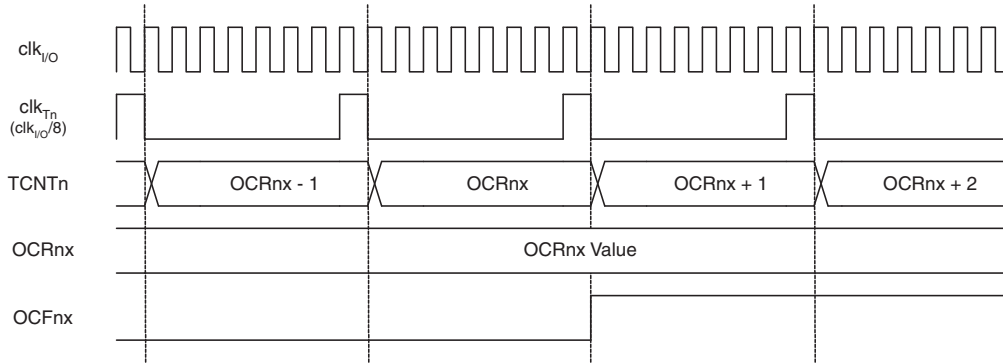 clkI/O
clkTn
(clkI/O/8)
TCNTn
OCRnx - 1
OCRnx
OCRnx + 1
OCRnx + 2
OCRnx
OCRnx Value
OCFnx